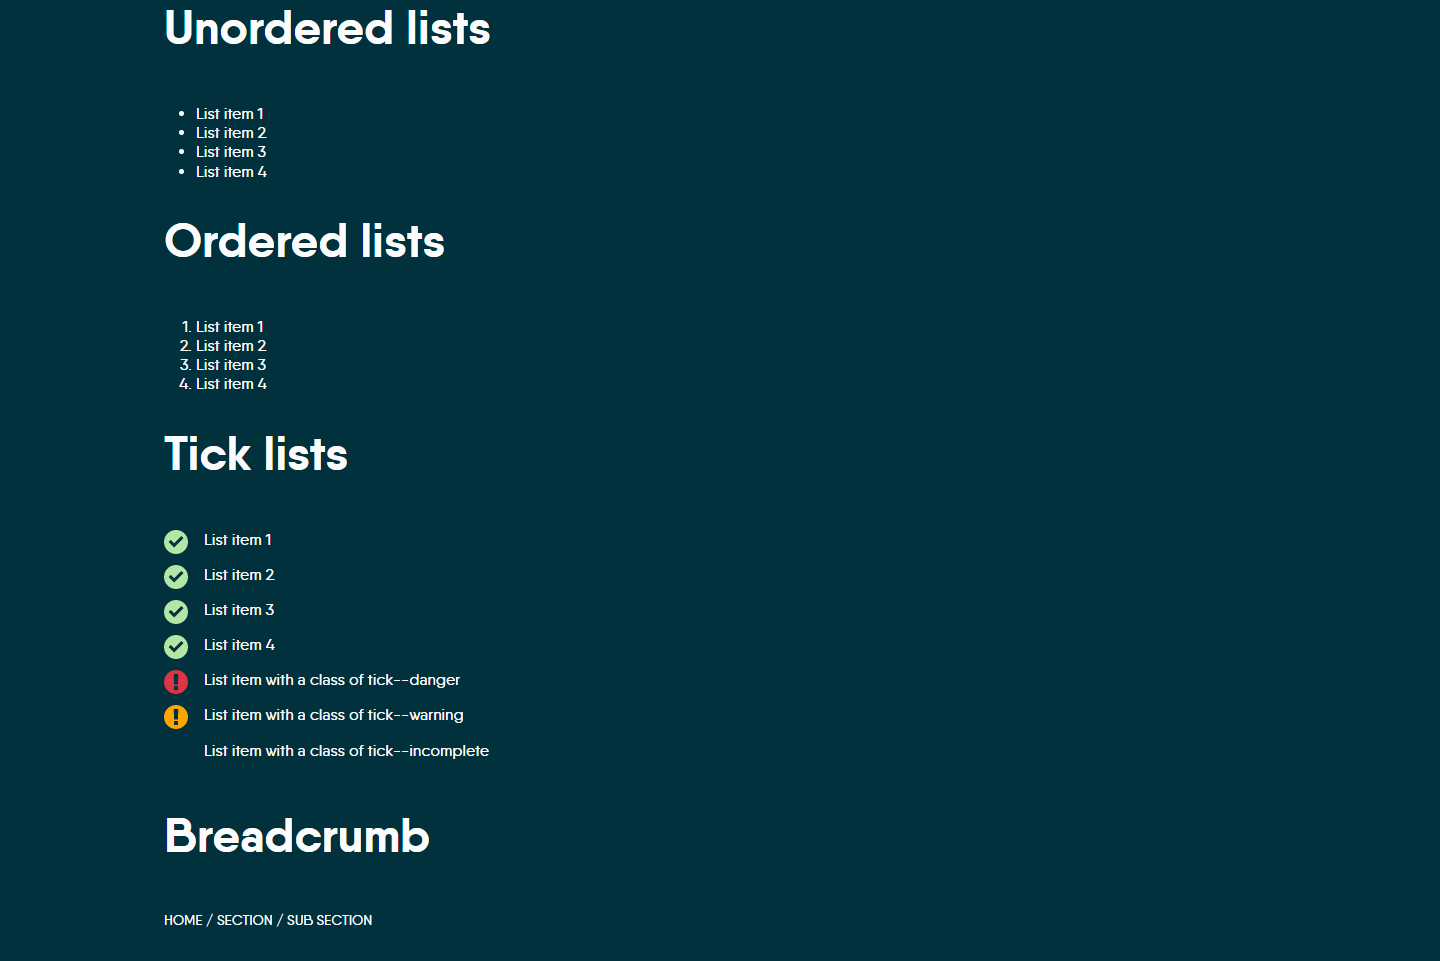 Unordered lists
• List item 1
• List item 2
• List item 3
• List item 4
Ordered lists
1. List item 1
2. List item 2
3. List item 3
4. List item 4
Tick lists
List item 1
List item 2
List item 3
List item 4
List item with a class of tick--danger
List item with a class of tick--warning
List item with a class of tick--incomplete
Breadcrumb
HOME / SECTION / SUB SECTION